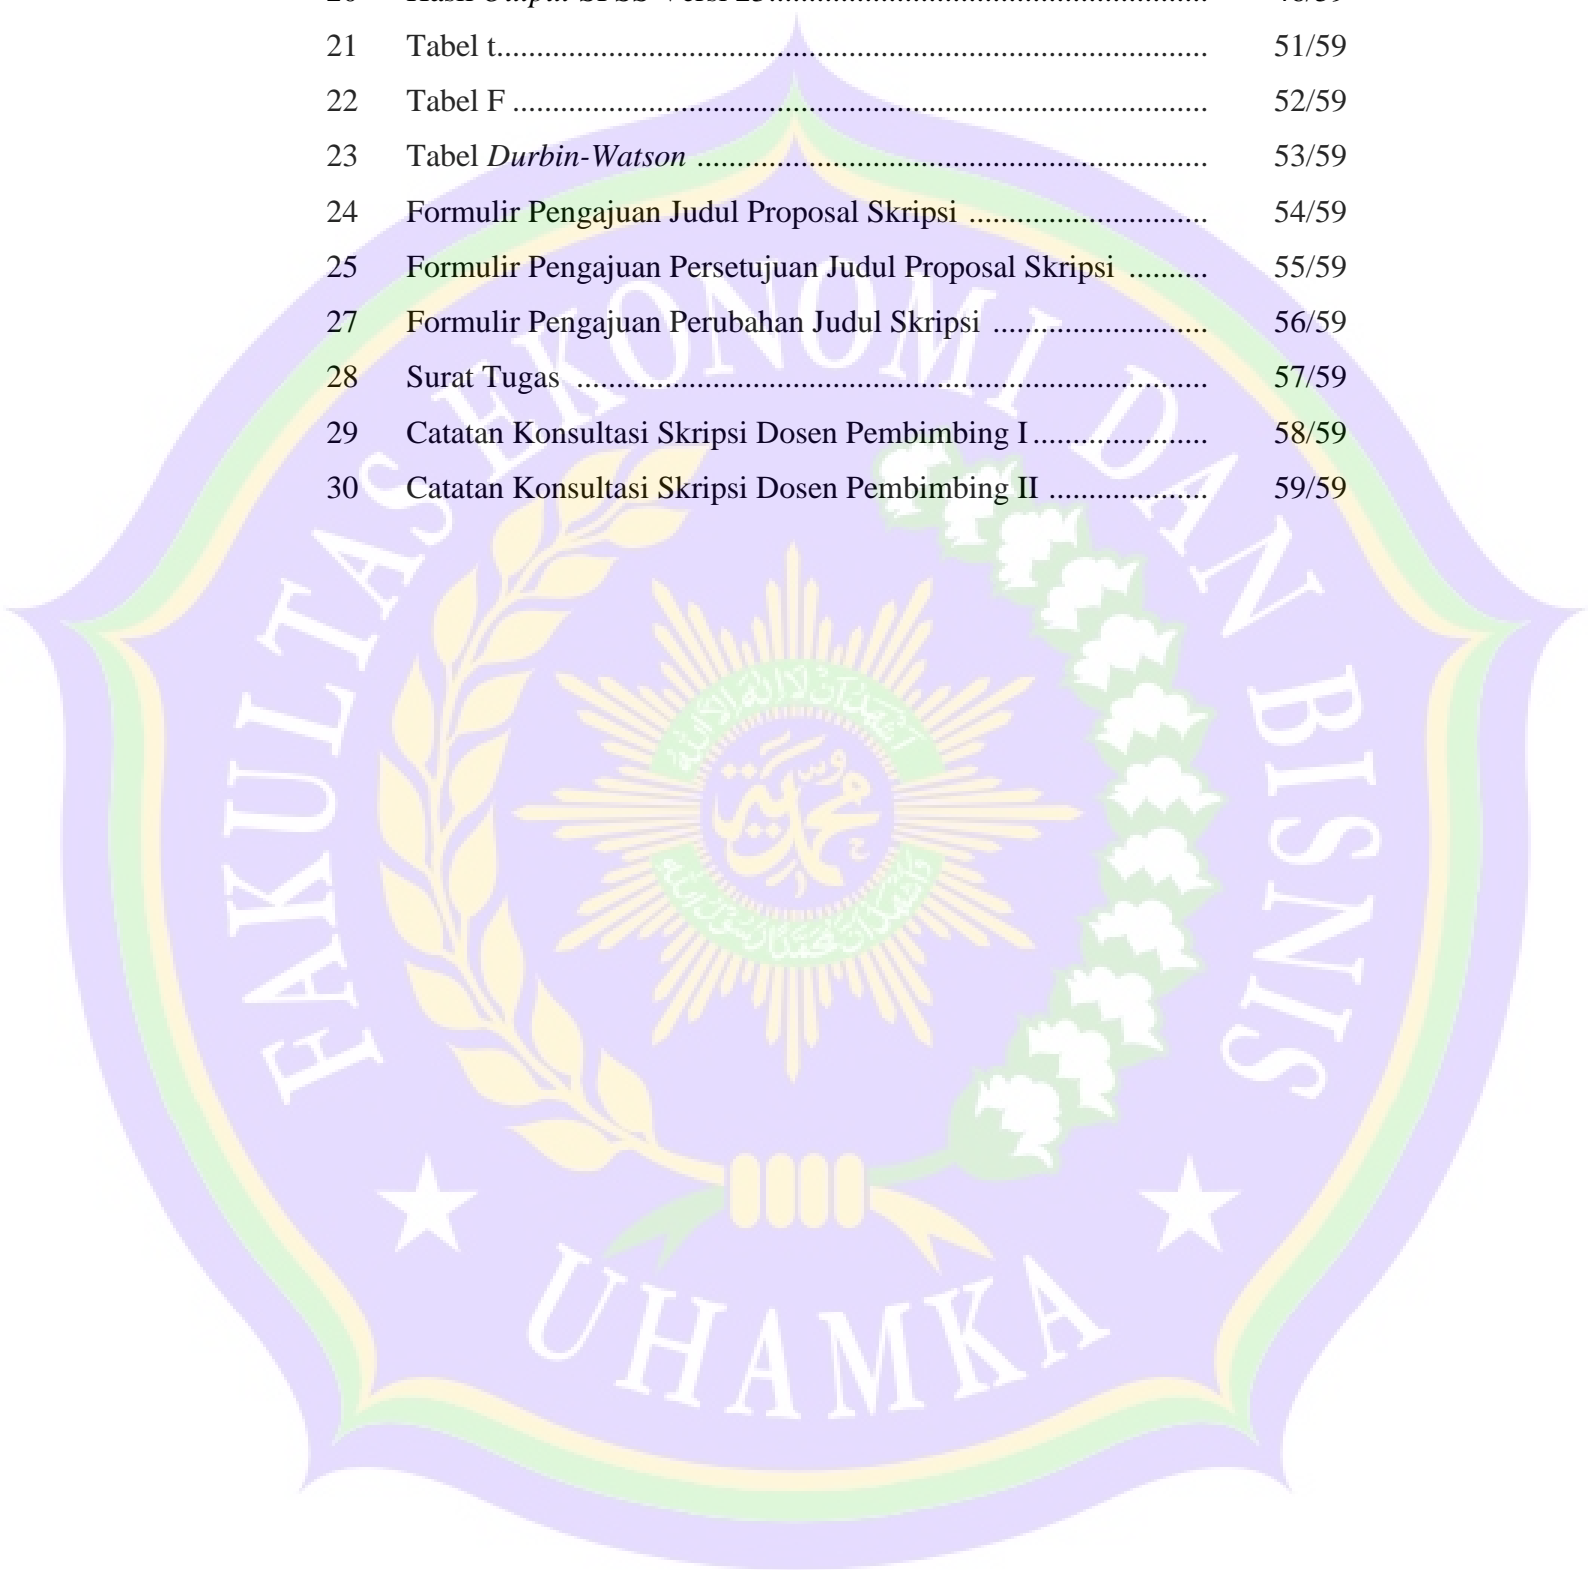 21 Tabel t.......................................................................................... 51/59
22 Tabel F ........................................................................................ 52/59
23 Tabel Durbin-Watson ................................................................. 53/59
24 Formulir Pengajuan Judul Proposal Skripsi .............................. 54/59
25 Formulir Pengajuan Persetujuan Judul Proposal Skripsi .......... 55/59
27 Formulir Pengajuan Perubahan Judul Skripsi ........................... 56/59
28 Surat Tugas ................................................................................ 57/59
29 Catatan Konsultasi Skripsi Dosen Pembimbing I...................... 58/59
30 Catatan Konsultasi Skripsi Dosen Pembimbing II .................... 59/59
FAKULTAS EKONOMI DAN BISNIS
محمدية
UHAMKA